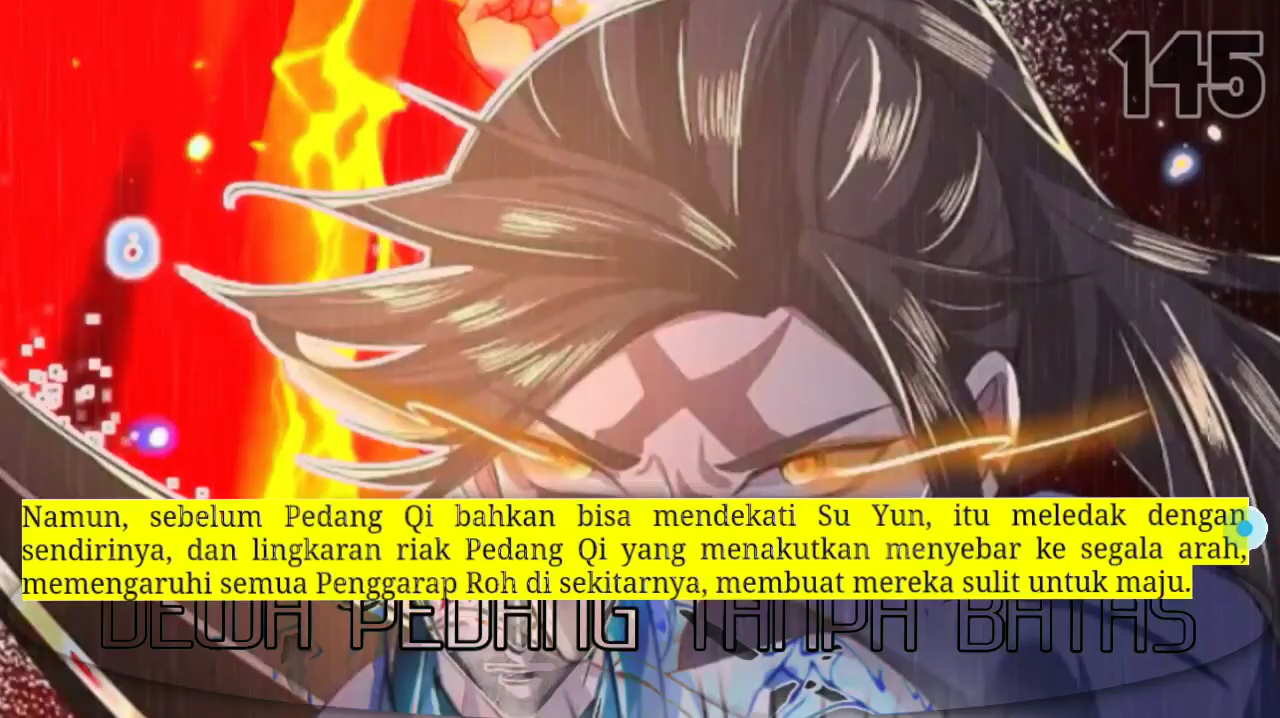 145
Namun, sebelum Pedang Qi bahkan bisa mendekati Su Yun, itu meledak dengan
sendirinya, dan lingkaran riak Pedang Qi yang menakutkan menyebar ke segala arah,
memengaruhi semua Penggarap Roh di sekitarnya, membuat mereka sulit untuk maju.
DEWA PEDANG TANPA BATAS